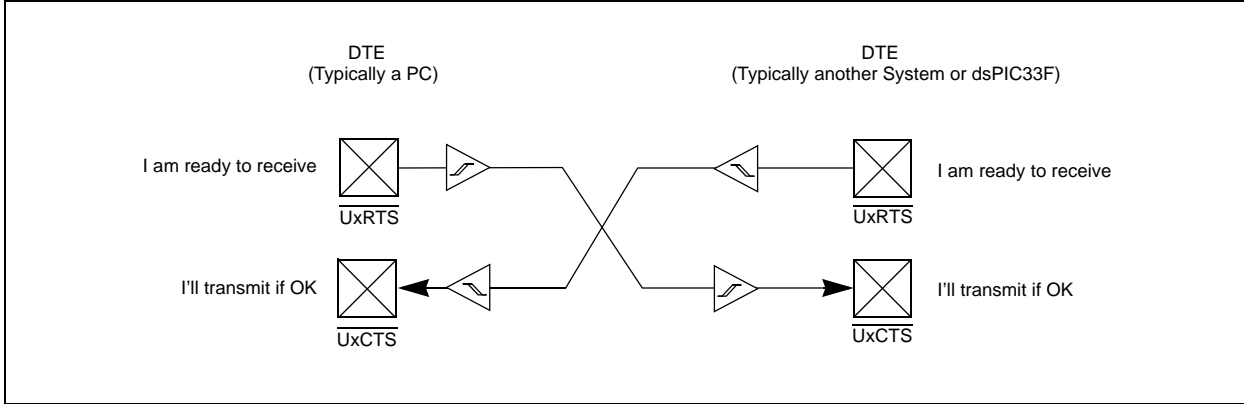 DTE
(Typically a PC)
DTE
(Typically another System or dsPIC33F)
I am ready to receive
UxRTS
I am ready to receive
UxRTS
I'll transmit if OK
UxCTS
I'll transmit if OK
UxCTS